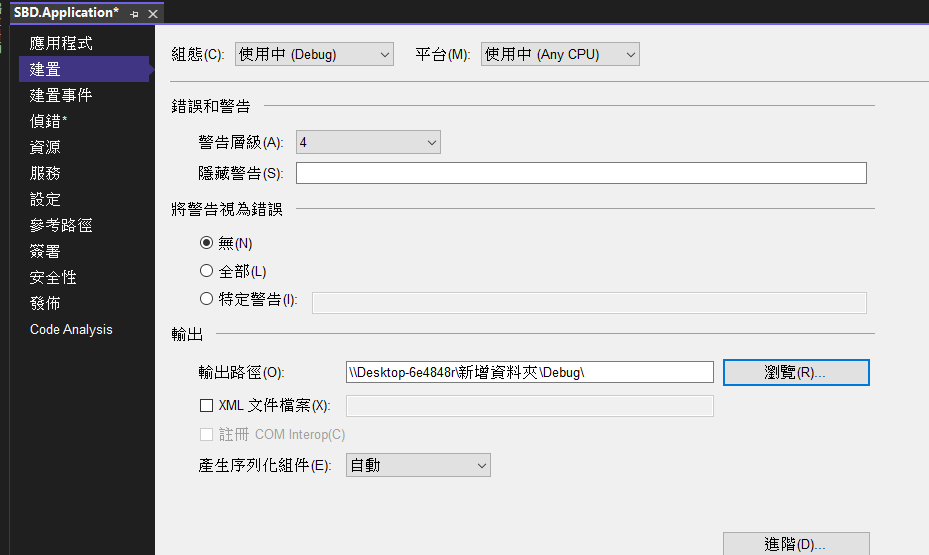 SBD.Application*
應用程式
建置
建置事件
偵錯*
資源
服務
設定
參考路徑
簽署
安全性
發佈
Code Analysis
組態(C): 使用中 (Debug) 平台(M): 使用中 (Any CPU)
錯誤和警告
警告層級(A): 4
隱藏警告(S):
將警告視為錯誤
無(N)
全部(L)
特定警告(I):
輸出
輸出路徑(O): \\Desktop-6e4848r\新增資料夾\Debug\ 瀏覽(R)...
XML 文件檔案(X):
註冊 COM Interop(C)
產生序列化組件(E): 自動
進階(D)...